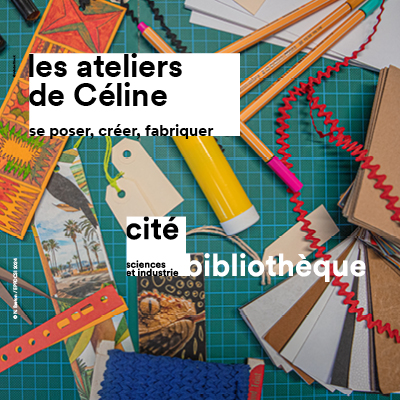 les ateliers
de Céline
se poser, créer, fabriquer
cité
sciences
et industrie
bibliothèque